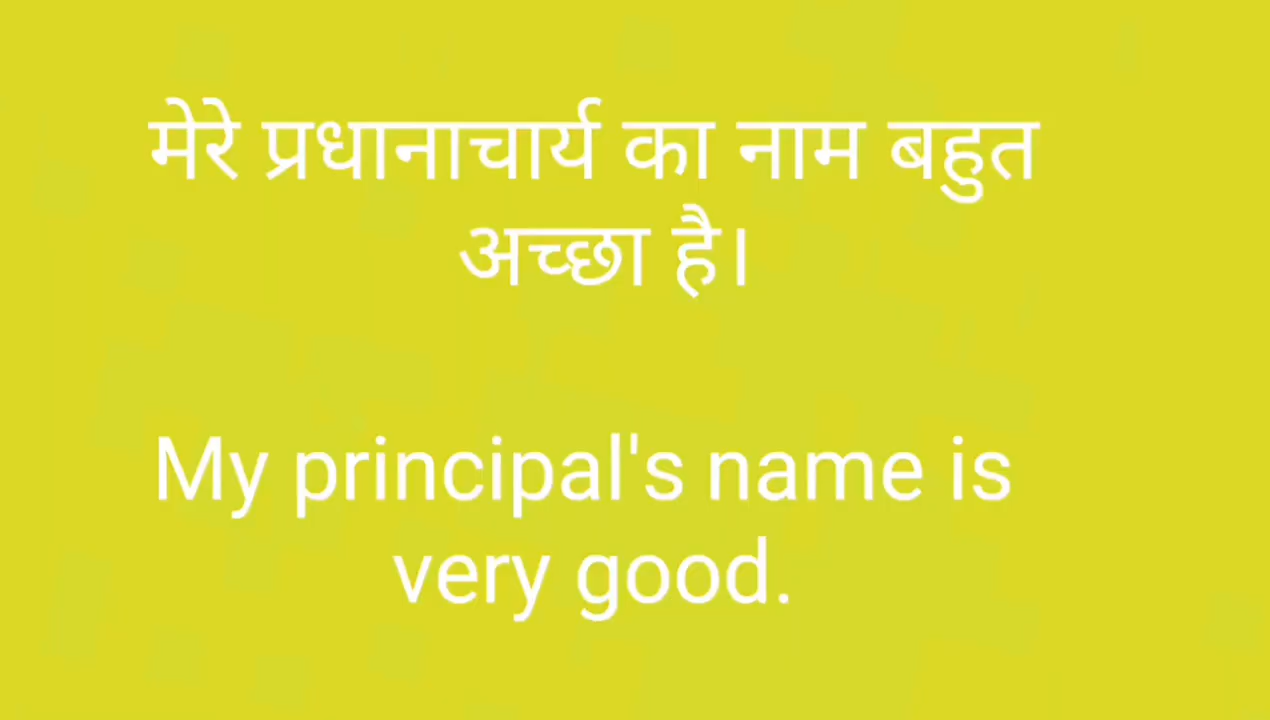 मेरे प्रधानाचार्य का नाम बहुत
अच्छा है।
My principal's name is
very good.